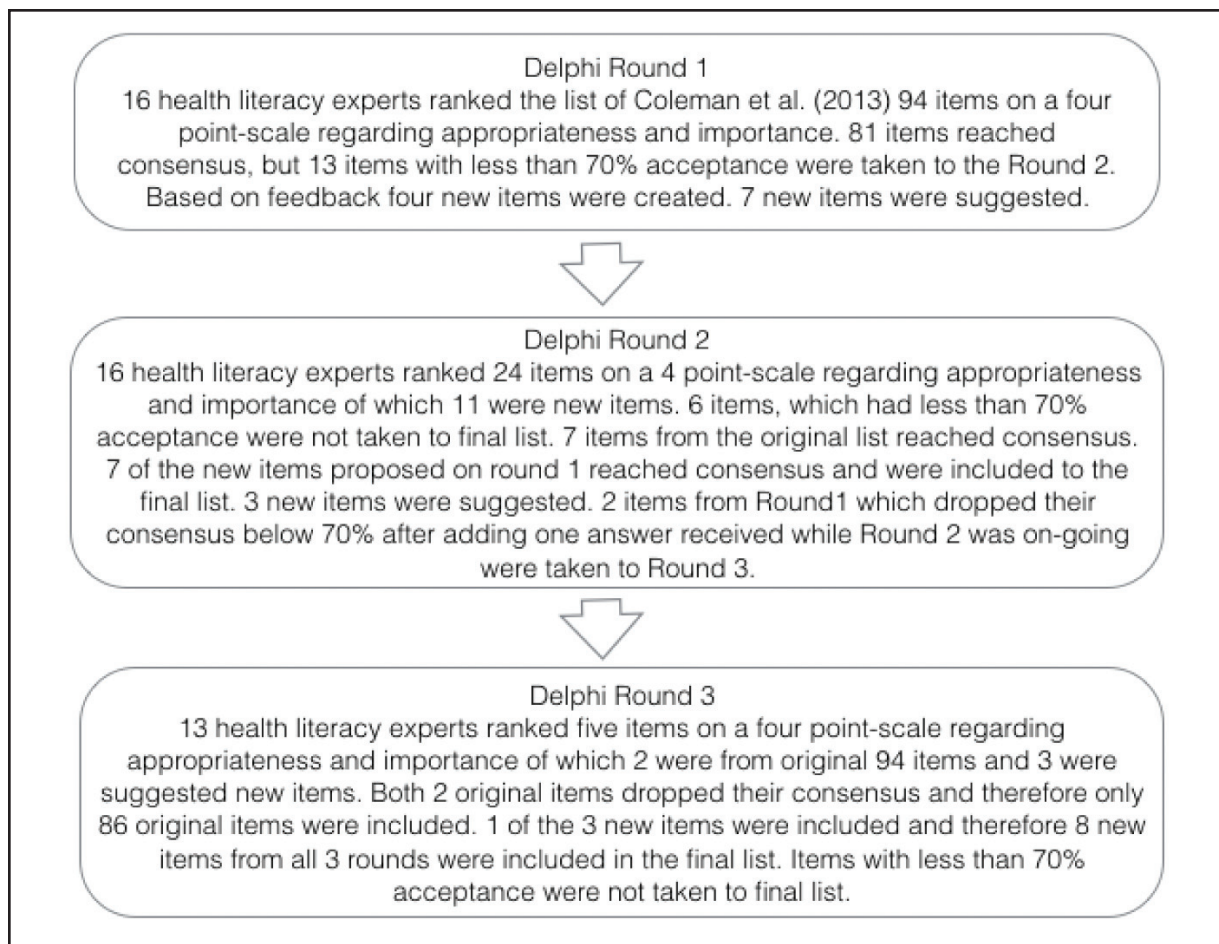 Delphi Round 1
16 health literacy experts ranked the list of Coleman et al. (2013) 94 items on a four
point-scale regarding appropriateness and importance. 81 items reached
consensus, but 13 items with less than 70% acceptance were taken to the Round 2.
Based on feedback four new items were created. 7 new items were suggested.
Delphi Round 2
16 health literacy experts ranked 24 items on a 4 point-scale regarding appropriateness
and importance of which 11 were new items. 6 items, which had less than 70%
acceptance were not taken to final list. 7 items from the original list reached consensus.
7 of the new items proposed on round 1 reached consensus and were included to the
final list. 3 new items were suggested. 2 items from Round1 which dropped their
consensus below 70% after adding one answer received while Round 2 was on-going
were taken to Round 3.
Delphi Round 3
13 health literacy experts ranked five items on a four point-scale regarding
appropriateness and importance of which 2 were from original 94 items and 3 were
suggested new items. Both 2 original items dropped their consensus and therefore only
86 original items were included. 1 of the 3 new items were included and therefore 8 new
items from all 3 rounds were included in the final list. Items with less than 70%
acceptance were not taken to final list.